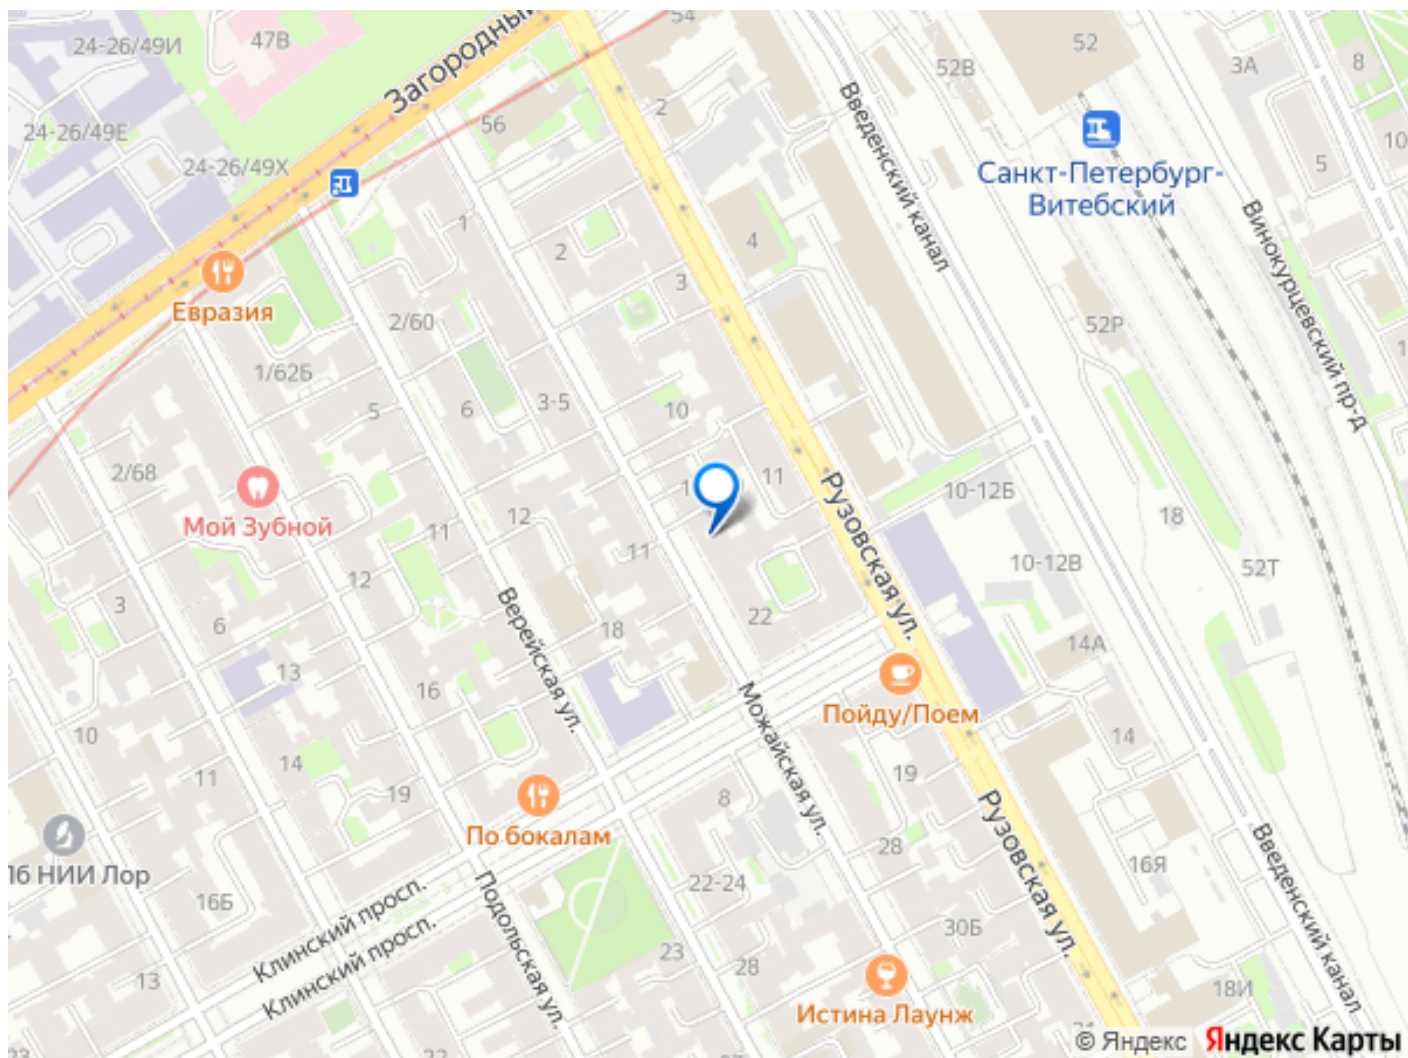 24-26/49И
47В
Загородный
54
52
52В
3А
8
24-26/49Е
56
2
10
24-26/49Х
5
Санкт-Петербург-
Витебский
Введенский канал
Винокурцевский пр-д
1
2
4
3
Евразия
2/60
52Р
1/62Б
5
6
3-5
10
2/68
11
Рузовская ул.
10-12Б
Мой Зубной
11
12
11
18
10-12В
52Т
12
3
6
Верейская ул.
18
22
14А
13
16
Можайская ул.
Пойду/Поем
10
14
14
11
19
19
8
По бокалам
Рузовская ул.
Введенский канал
28
16Я
16Б
Клинский просп.
Клинский просп.
Подольская ул.
22-24
30Б
23
28
13
18И
Истина Лаунж
© Яндекс Яндекс Карты